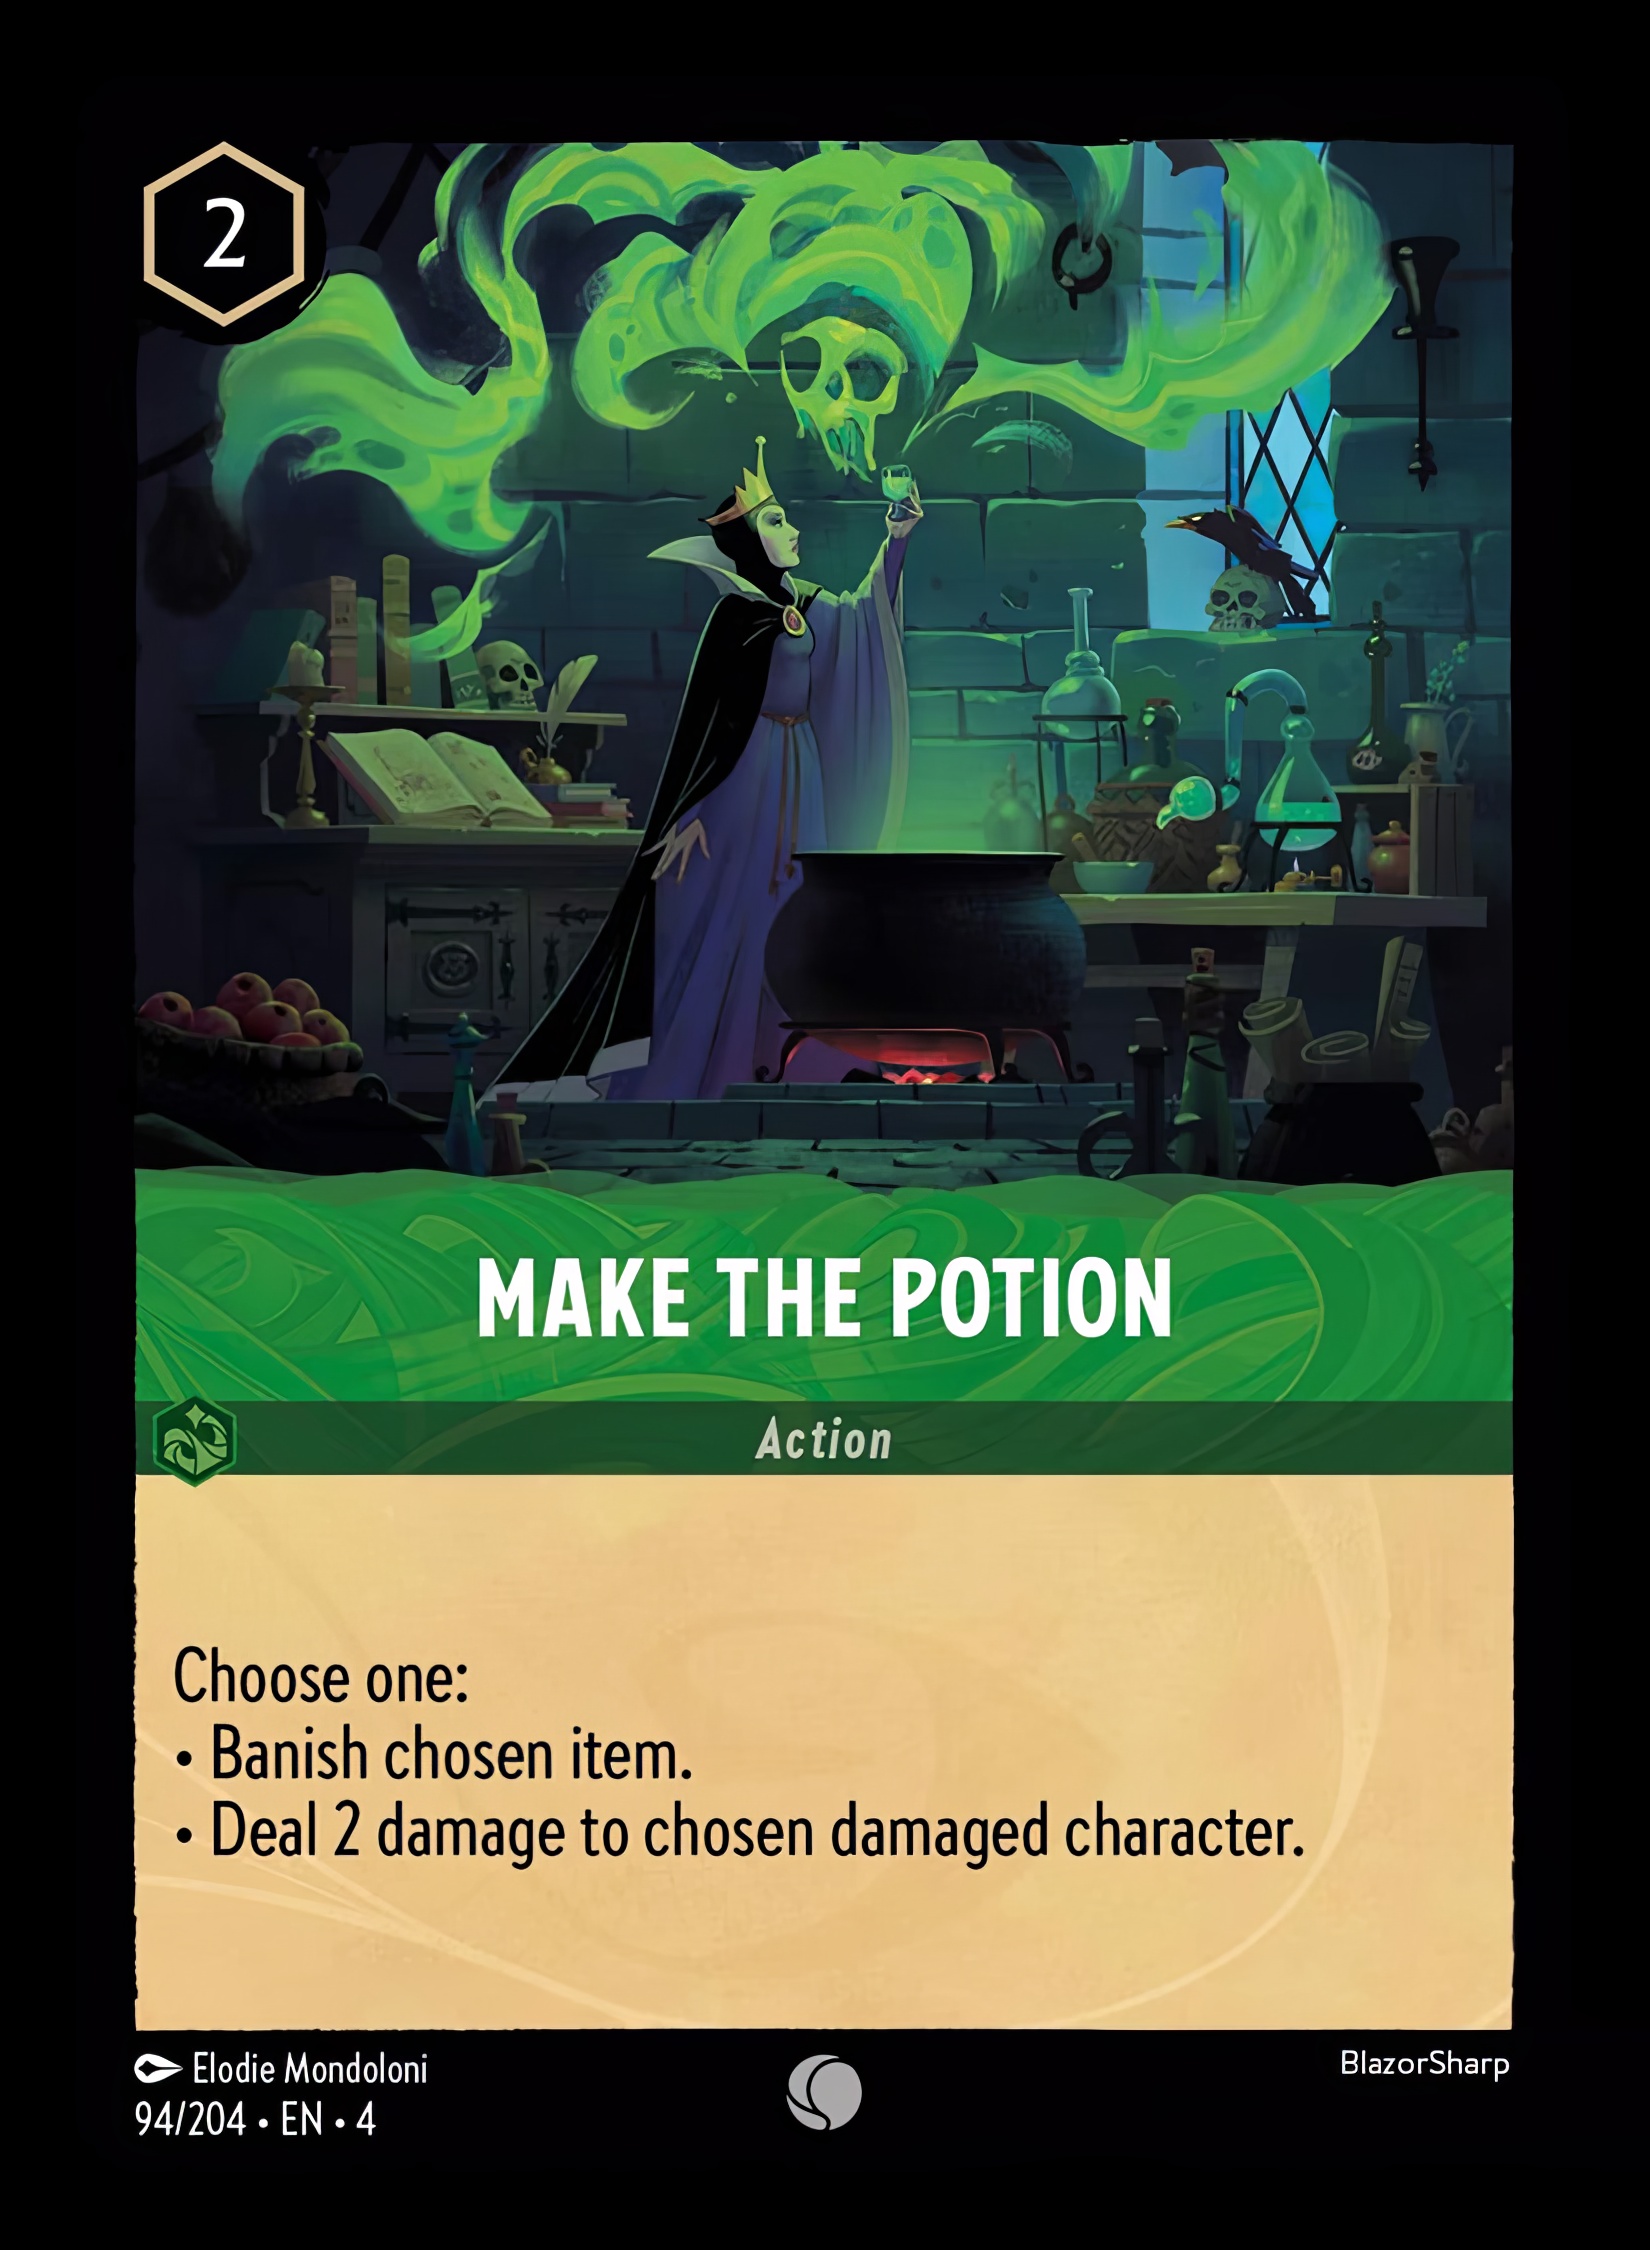 2
MAKE THE POTION
Action
Choose one:
• Banish chosen item.
• Deal 2 damage to chosen damaged character.
Elodie Mondoloni
BlazorSharp
94/204 • EN • 4